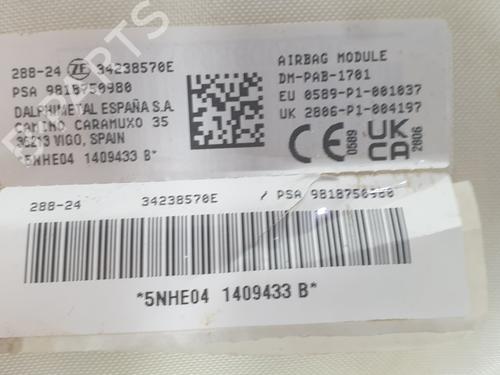 288-24 ZF 34238570E
PSA 9818750980
DALPHIMETAL ESPAÑA S.A.
CAMINO CARAMUXO 35
36213 VIGO, SPAIN
*5NHE04 1409433 B*
AIRBAG MODULE
DM-PAB-1701
EU 0589-P1-001037
UK 2806-P1-004197
CE 0589 UK CA 2806
288-24 34238570E / PSA 9818750980
*5NHE04 1409433 B*